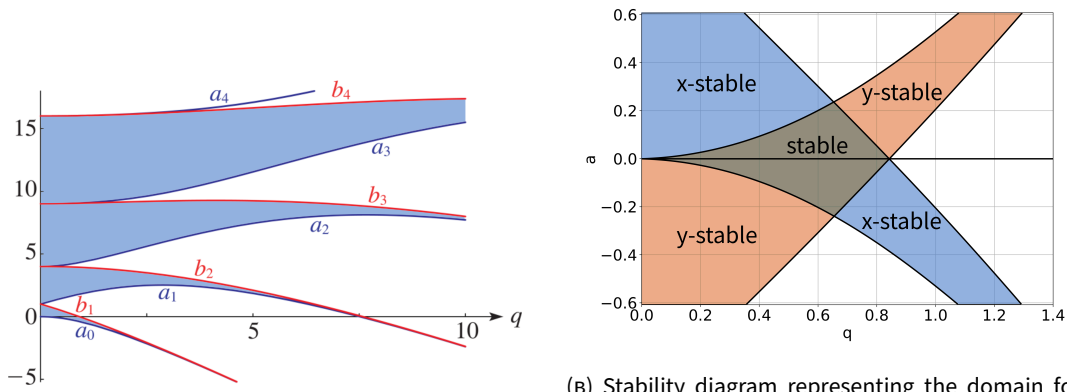 a₄
b₄
15
a₃
10
b₃
a₂
5
b₂
a₁
b₁
0
a₀
5
10
q
−5
0.6
0.4
0.2
0.0
−0.2
−0.4
−0.6
a
x-stable
y-stable
stable
y-stable
x-stable
0.0 0.2 0.4 0.6 0.8 1.0 1.2 1.4
q
(B) Stability diagram representing the domain fo